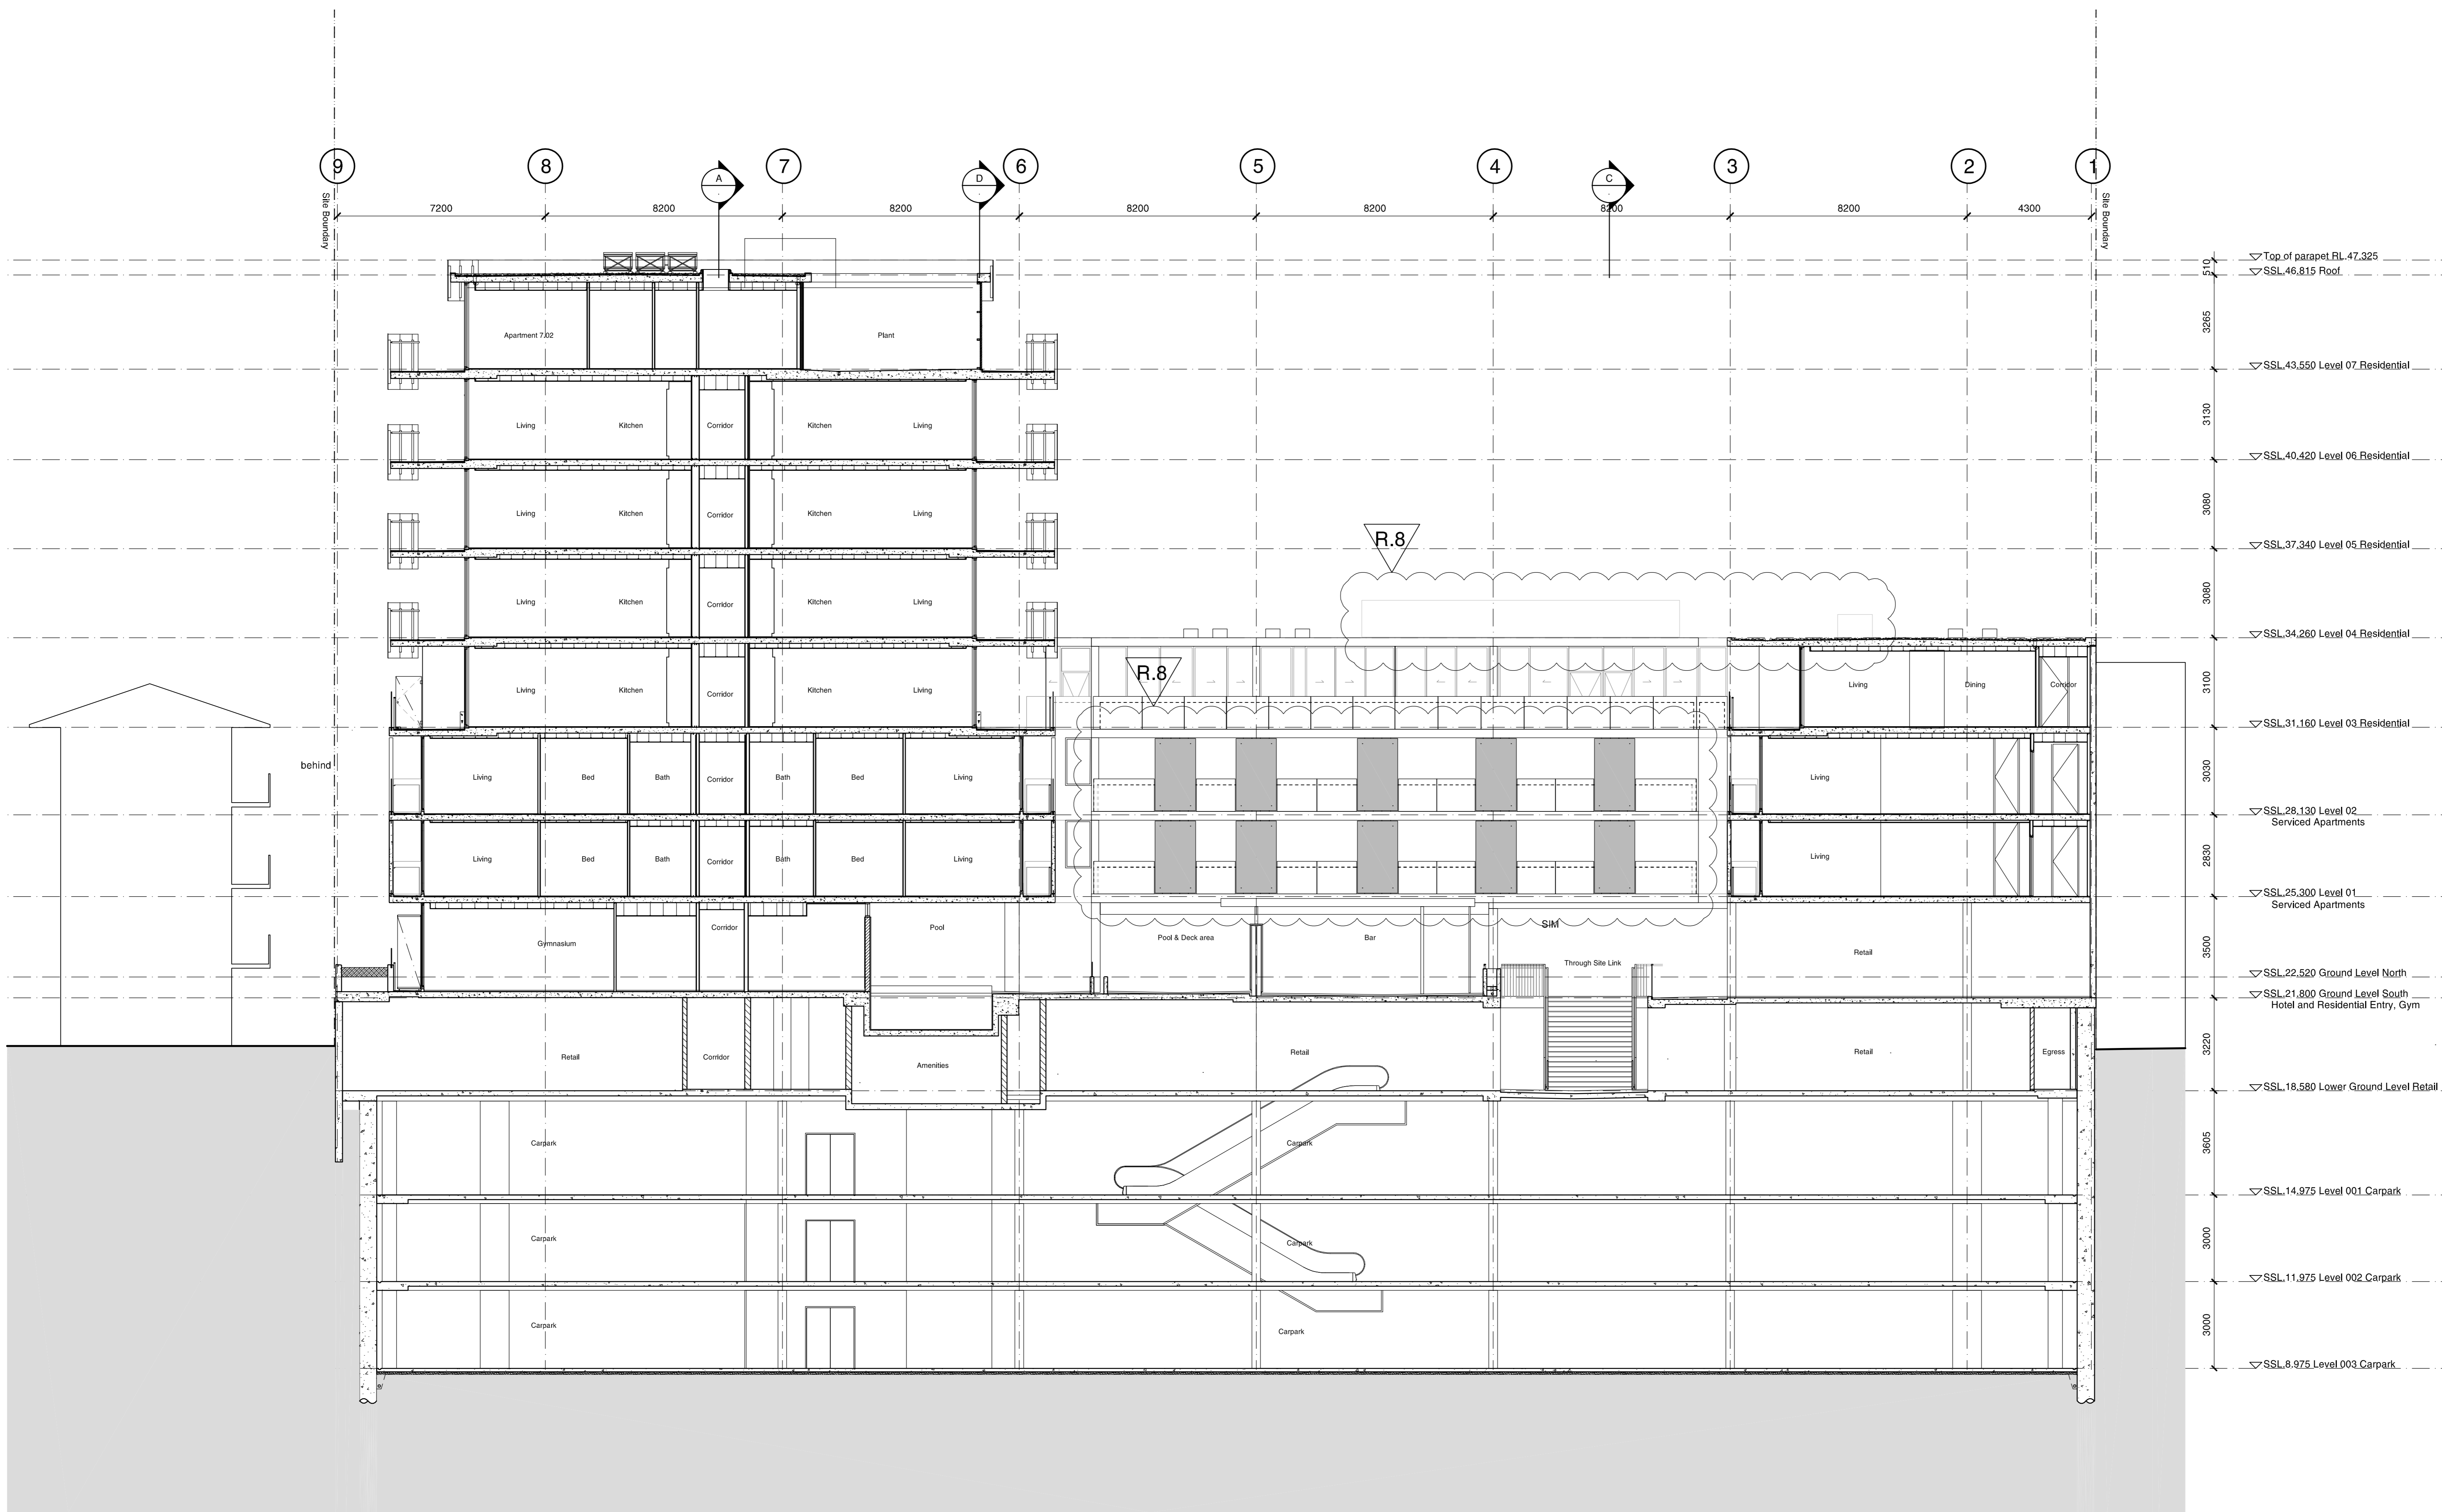 9
8
7
6
5
4
3
2
1
A
D
C
Site Boundary
Site Boundary
7200
8200
8200
8200
8200
8200
8200
4300
510
Top of parapet RL.47,325
SSL.46,815 Roof
3265
Apartment 7.02
Plant
SSL.43,550 Level 07 Residential
3130
Living
Kitchen
Corridor
Kitchen
Living
SSL.40,420 Level 06 Residential
3080
Living
Kitchen
Corridor
Kitchen
Living
R.8
SSL.37,340 Level 05 Residential
3080
Living
Kitchen
Corridor
Kitchen
Living
SSL.34,260 Level 04 Residential
3100
R.8
Living
Kitchen
Corridor
Kitchen
Living
Living
Dining
Corridor
SSL.31,160 Level 03 Residential
3030
behind
Living
Bed
Bath
Corridor
Bath
Bed
Living
Living
SSL.28,130 Level 02
Serviced Apartments
2830
Living
Bed
Bath
Corridor
Bath
Bed
Living
Living
SSL.25,300 Level 01
Serviced Apartments
3500
SIM
Gymnasium
Corridor
Pool
Pool & Deck area
Bar
Through Site Link
Retail
SSL.22,520 Ground Level North
SSL.21,800 Ground Level South
Hotel and Residential Entry, Gym
3220
Retail
Corridor
Amenities
Retail
Retail
Egress
SSL.18,580 Lower Ground Level Retail
3605
Carpark
Carpark
SSL.14,975 Level 001 Carpark
3000
Carpark
Carpark
SSL.11,975 Level 002 Carpark
3000
Carpark
Carpark
SSL.8,975 Level 003 Carpark